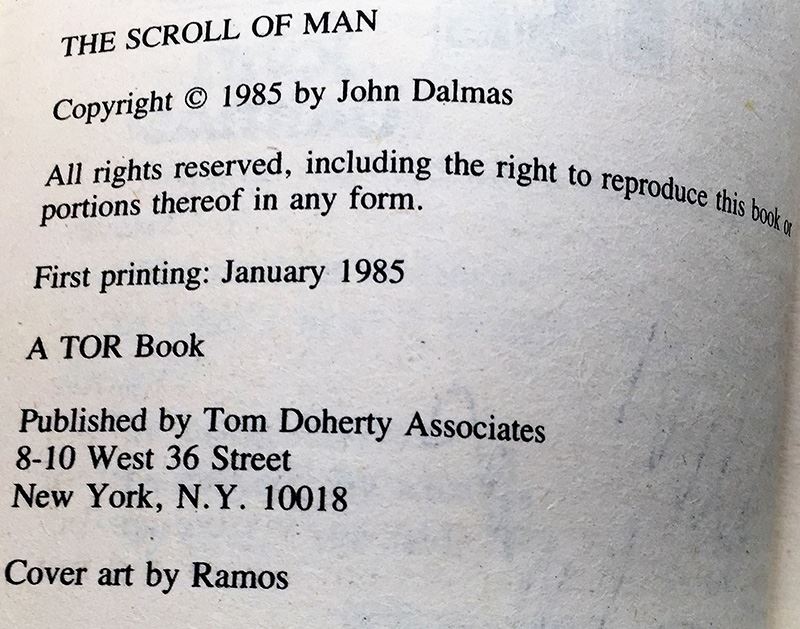 THE SCROLL OF MAN
Copyright © 1985 by John Dalmas
All rights reserved, including the right to reproduce this book or
portions thereof in any form.
First printing: January 1985
A TOR Book
Published by Tom Doherty Associates
8-10 West 36 Street
New York, N.Y. 10018
Cover art by Ramos